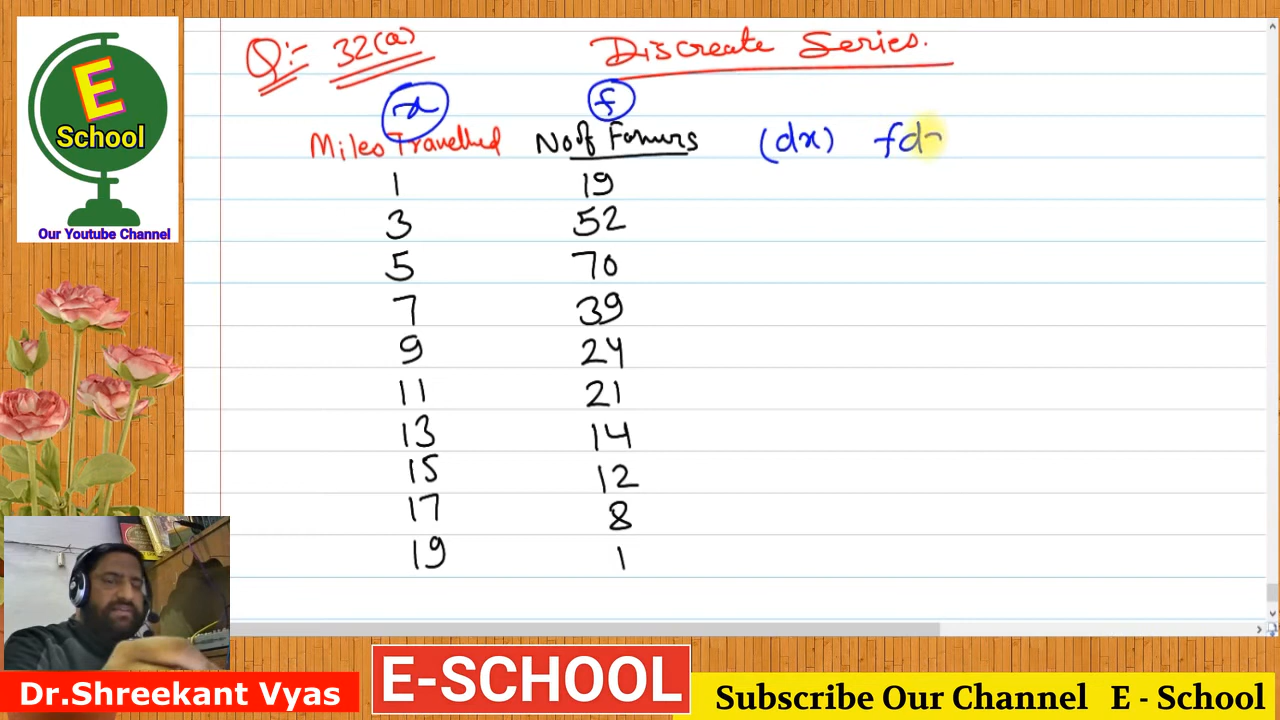 E
School
Our Youtube Channel
Q:- 32(a) Discreate Series.
f
Miles Travelled No of Fomurs (dx) fd
1 19
3 52
5 70
7 39
9 24
11 21
13 14
15 12
17 8
19 1
Dr.Shreekant Vyas
E-SCHOOL
Subscribe Our Channel E - School